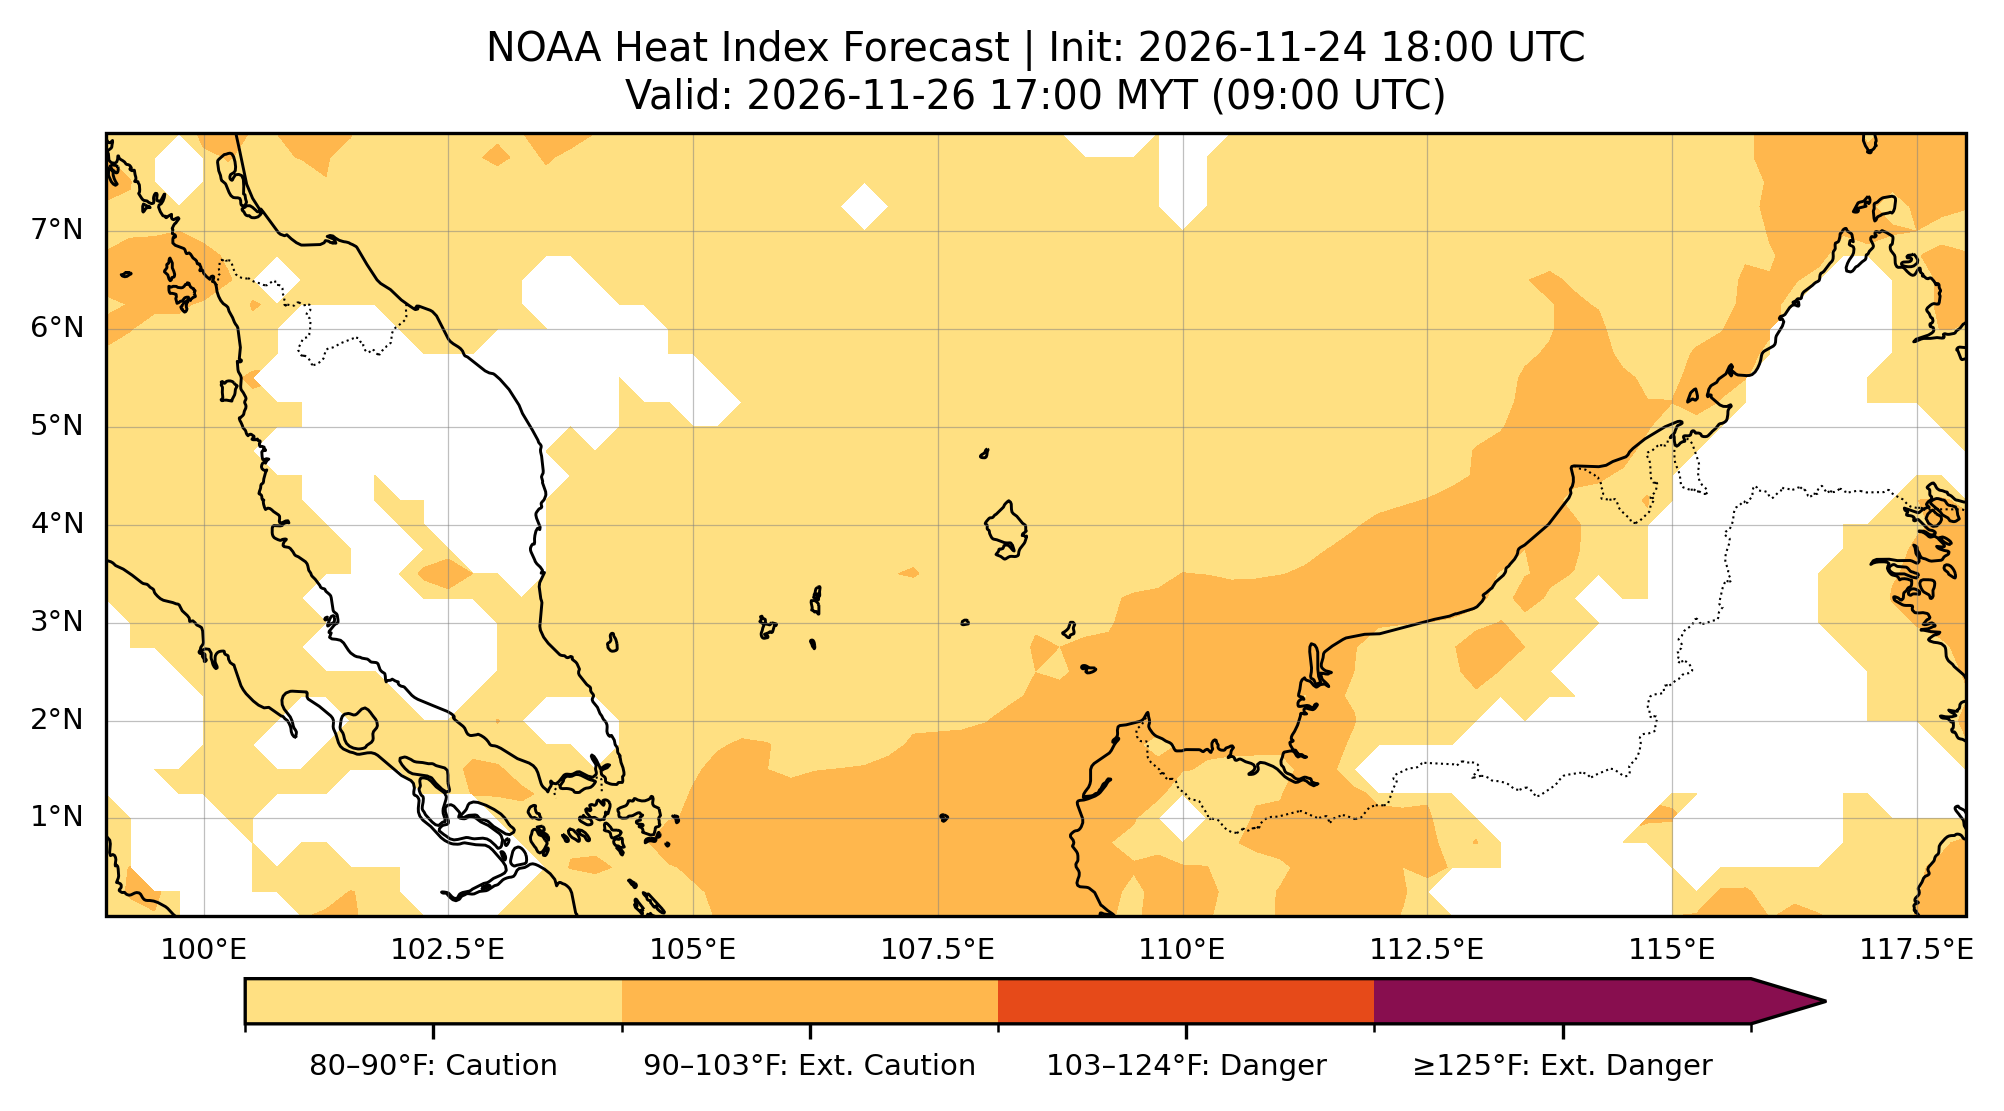 NOAA Heat Index Forecast | Init: 2026-11-24 18:00 UTC
Valid: 2026-11-26 17:00 MYT (09:00 UTC)
7°N
6°N
5°N
4°N
3°N
2°N
1°N
100°E
102.5°E
105°E
107.5°E
110°E
112.5°E
115°E
117.5°E
80–90°F: Caution
90–103°F: Ext. Caution
103–124°F: Danger
≥125°F: Ext. Danger